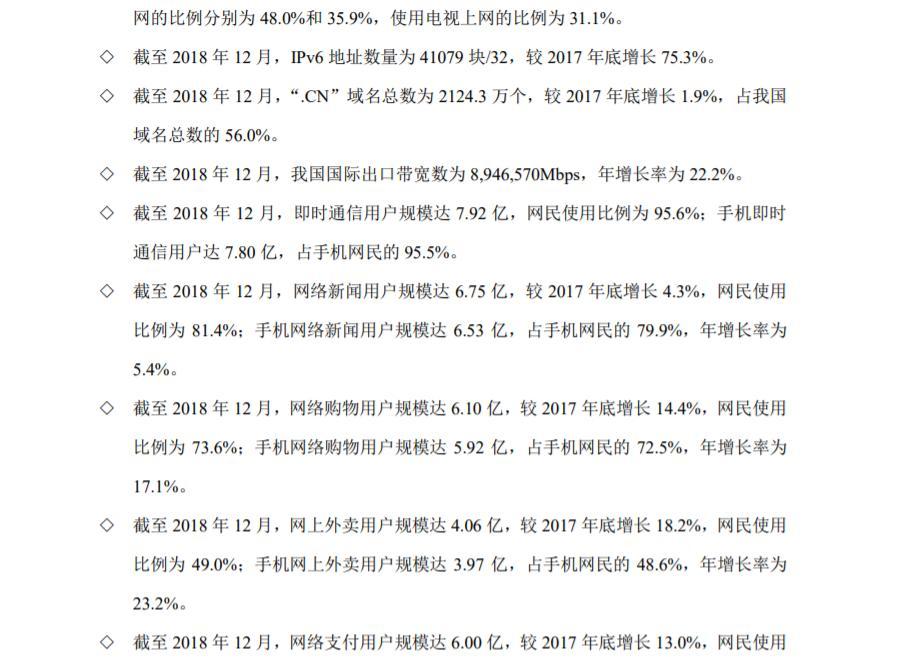 网的比例分别为 48.0%和 35.9%，使用电视上网的比例为 31.1%。
◇ 截至 2018 年 12 月，IPv6 地址数量为 41079 块/32，较 2017 年底增长 75.3%。
◇ 截至 2018 年 12 月，“.CN”域名总数为 2124.3 万个，较 2017 年底增长 1.9%，占我国
域名总数的 56.0%。
◇ 截至 2018 年 12 月，我国国际出口带宽数为 8,946,570Mbps，年增长率为 22.2%。
◇ 截至 2018 年 12 月，即时通信用户规模达 7.92 亿，网民使用比例为 95.6%；手机即时
通信用户达 7.80 亿，占手机网民的 95.5%。
◇ 截至 2018 年 12 月，网络新闻用户规模达 6.75 亿，较 2017 年底增长 4.3%，网民使用
比例为 81.4%；手机网络新闻用户规模达 6.53 亿，占手机网民的 79.9%，年增长率为
5.4%。
◇ 截至 2018 年 12 月，网络购物用户规模达 6.10 亿，较 2017 年底增长 14.4%，网民使用
比例为 73.6%；手机网络购物用户规模达 5.92 亿，占手机网民的 72.5%，年增长率为
17.1%。
◇ 截至 2018 年 12 月，网上外卖用户规模达 4.06 亿，较 2017 年底增长 18.2%，网民使用
比例为 49.0%；手机网上外卖用户规模达 3.97 亿，占手机网民的 48.6%，年增长率为
23.2%。
◇ 截至 2018 年 12 月，网络支付用户规模达 6.00 亿，较 2017 年底增长 13.0%，网民使用